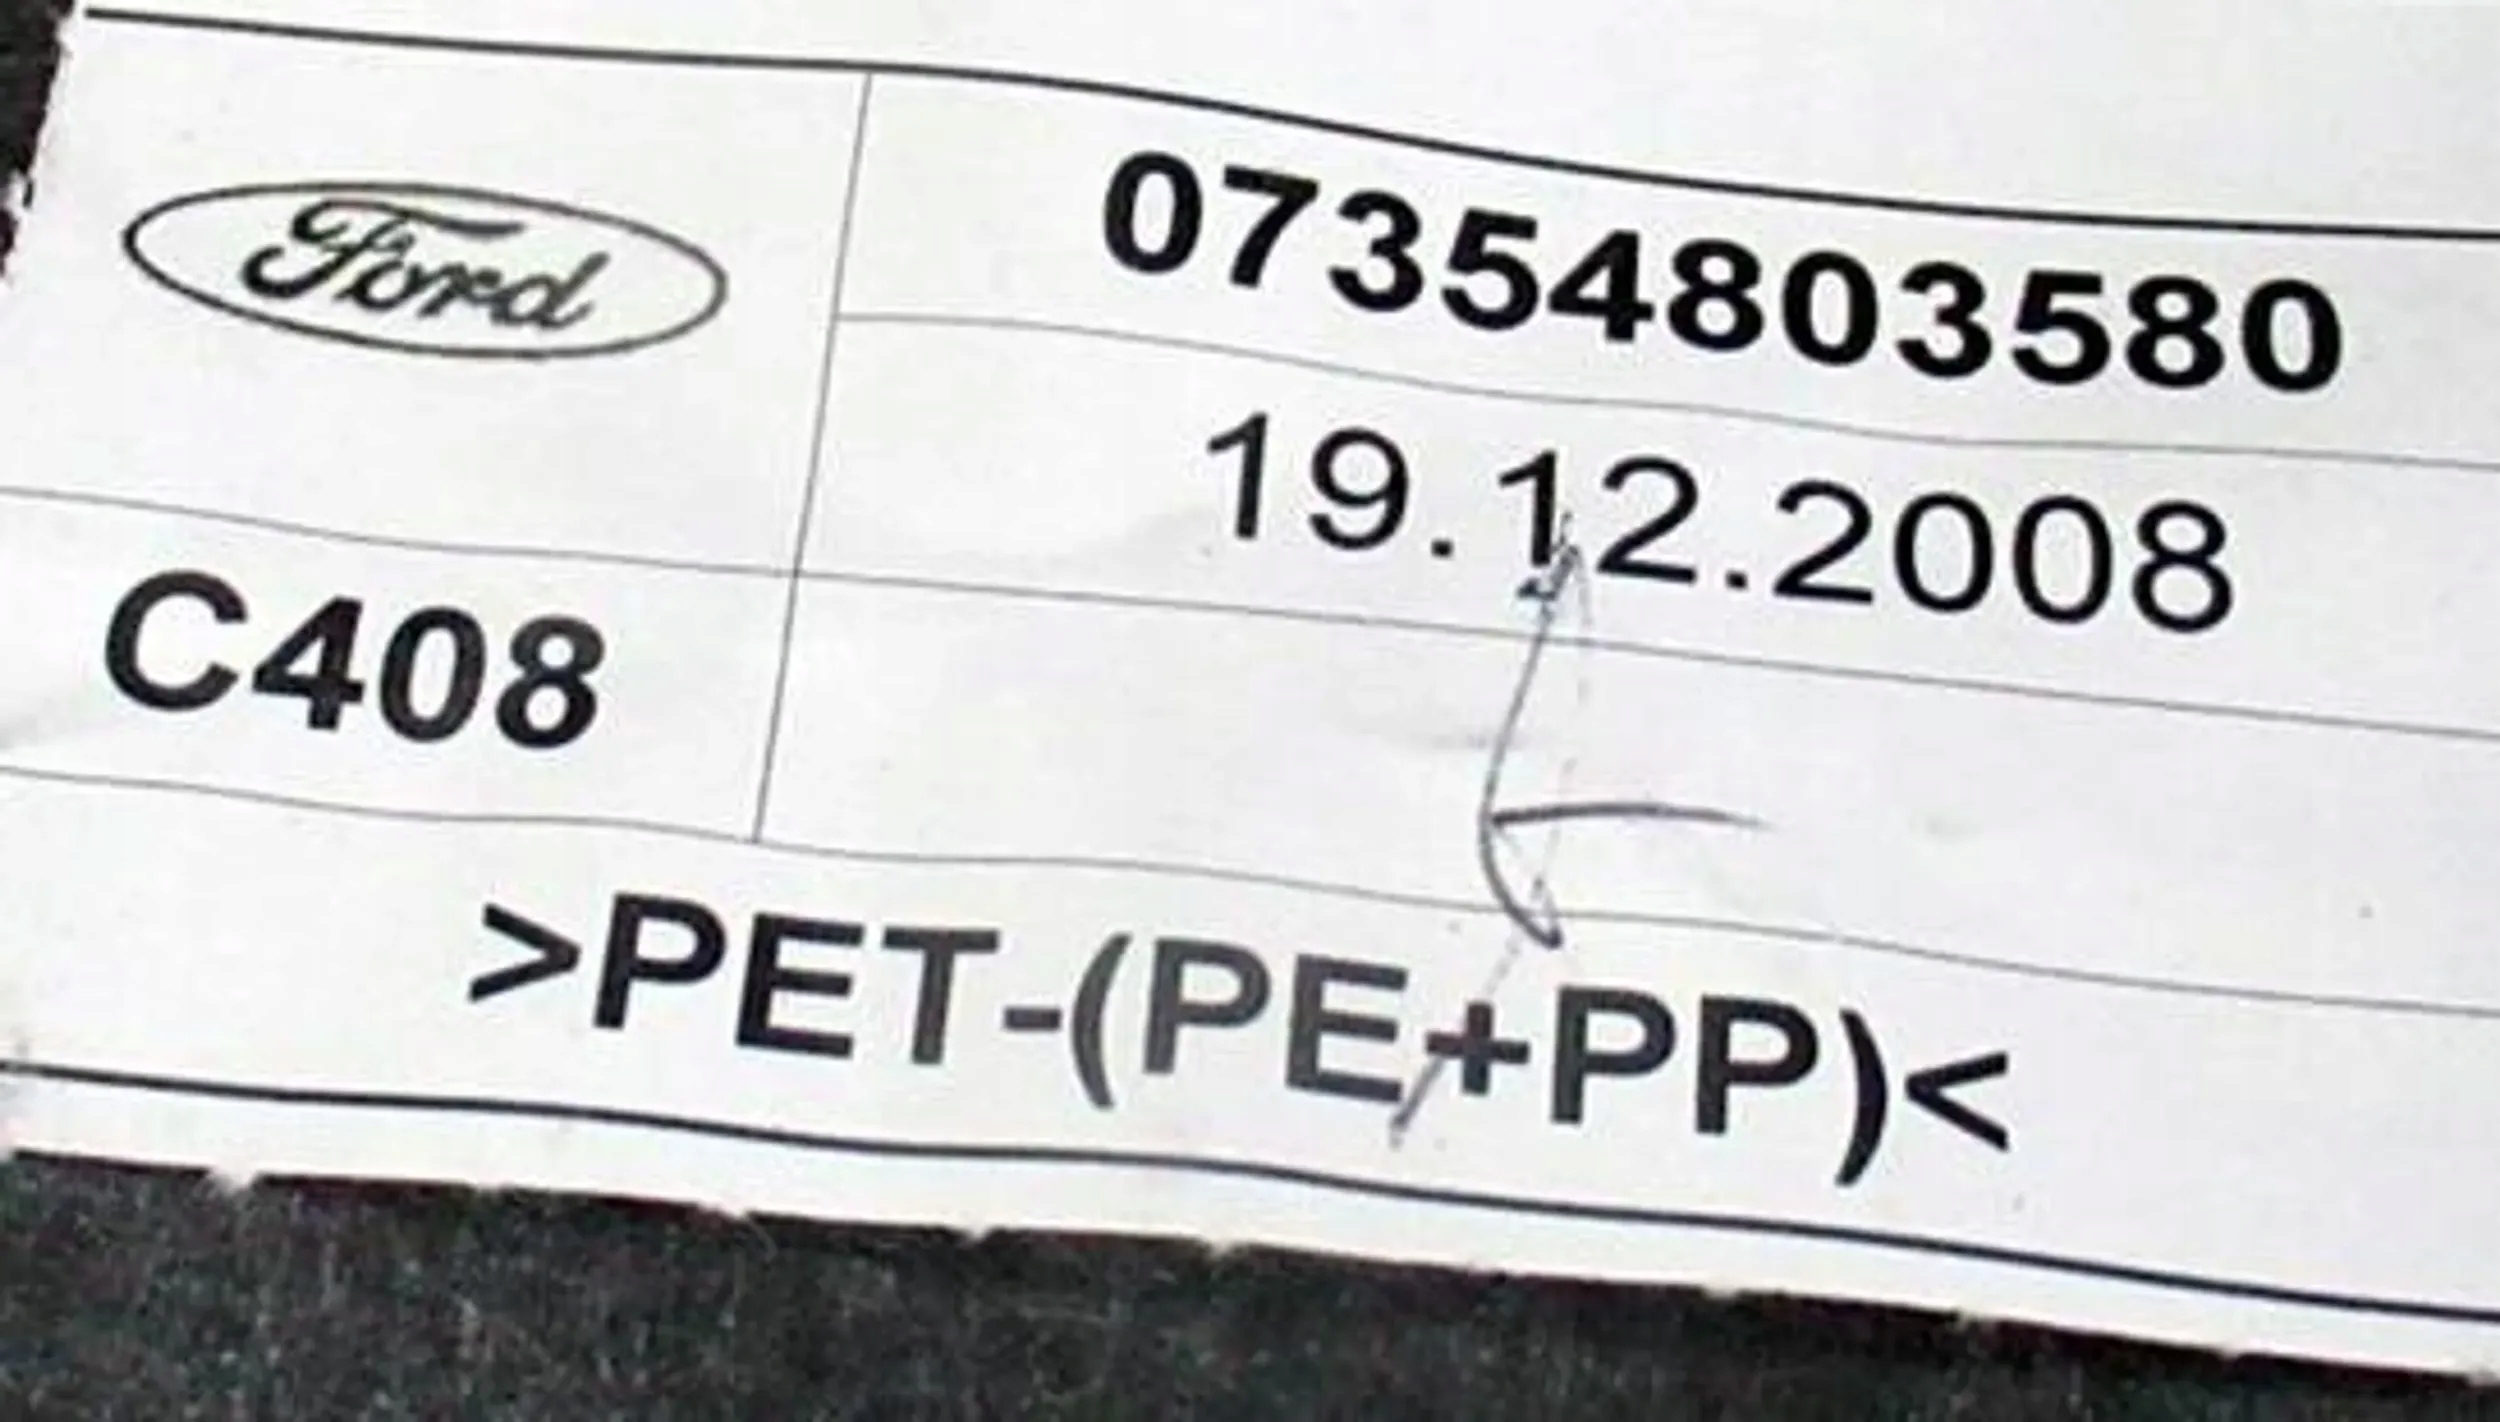 Ford
07354803580
19.12.2008
C408
>PET-(PE+PP)<